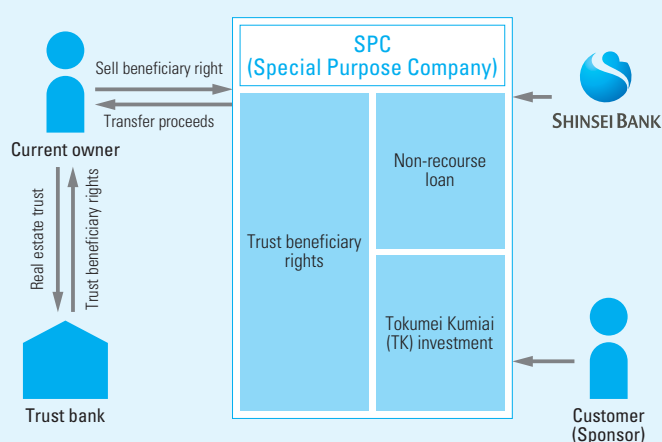 SPC
(Special Purpose Company)
Sell beneficiary right
Transfer proceeds
Current owner
SHINSEI BANK
Non-recourse
loan
Real estate trust
Trust beneficiary rights
Trust beneficiary
rights
Tokumei Kumiai
(TK) investment
Trust bank
Customer
(Sponsor)